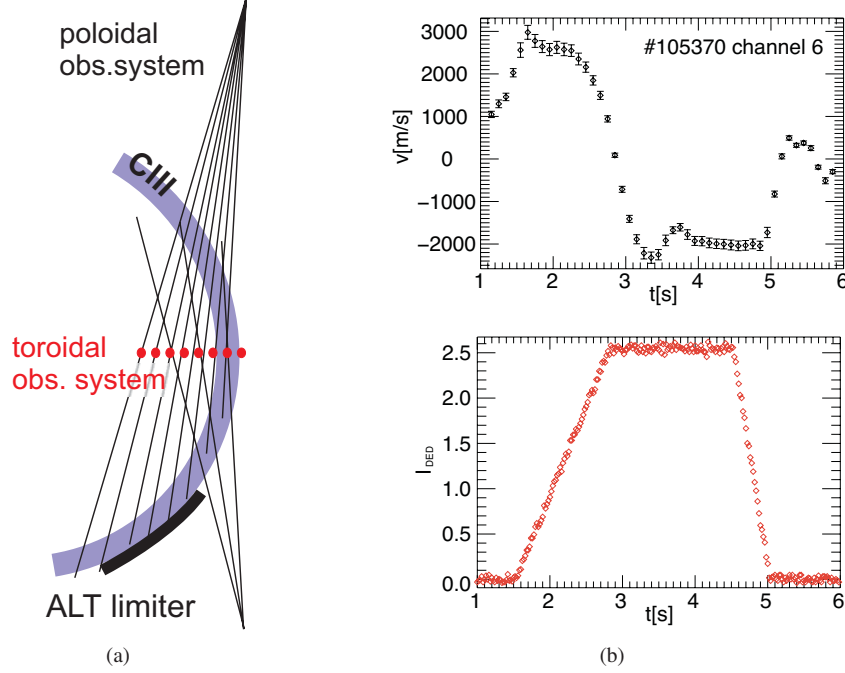 poloidal
obs.system
CIII
toroidal
obs. system
ALT limiter
(a)
#105370 channel 6
v[m/s]
3000
2000
1000
0
−1000
−2000
1 2 3 4 5 6
t[s]
I_DED
2.5
2.0
1.5
1.0
0.5
0.0
1 2 3 4 5 6
t[s]
(b)